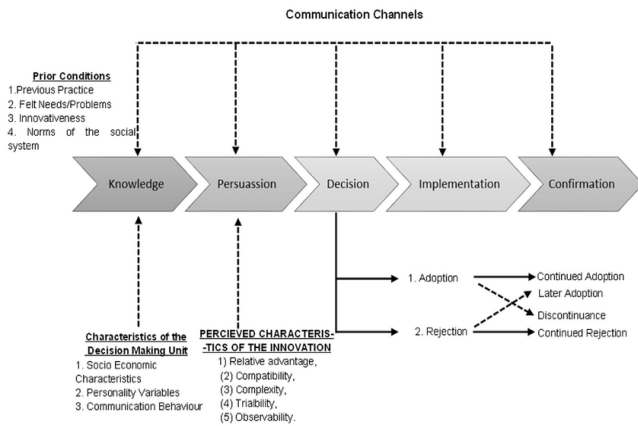 Communication Channels
Prior Conditions
1.Previous Practice
2. Felt Needs/Problems
3. Innovativeness
4. Norms of the social
system
Knowledge
Persuassion
Decision
Implementation
Confirmation
1. Adoption
Continued Adoption
Later Adoption
Discontinuance
2. Rejection
Continued Rejection
Characteristics of the
Decision Making Unit
1. Socio Economic
Characteristics
2. Personality Variables
3. Communication Behaviour
PERCIEVED CHARACTERIS-
-TICS OF THE INNOVATION
1) Relative advantage,
(2) Compatibility,
(3) Complexity,
(4) Trialbility,
(5) Observability.